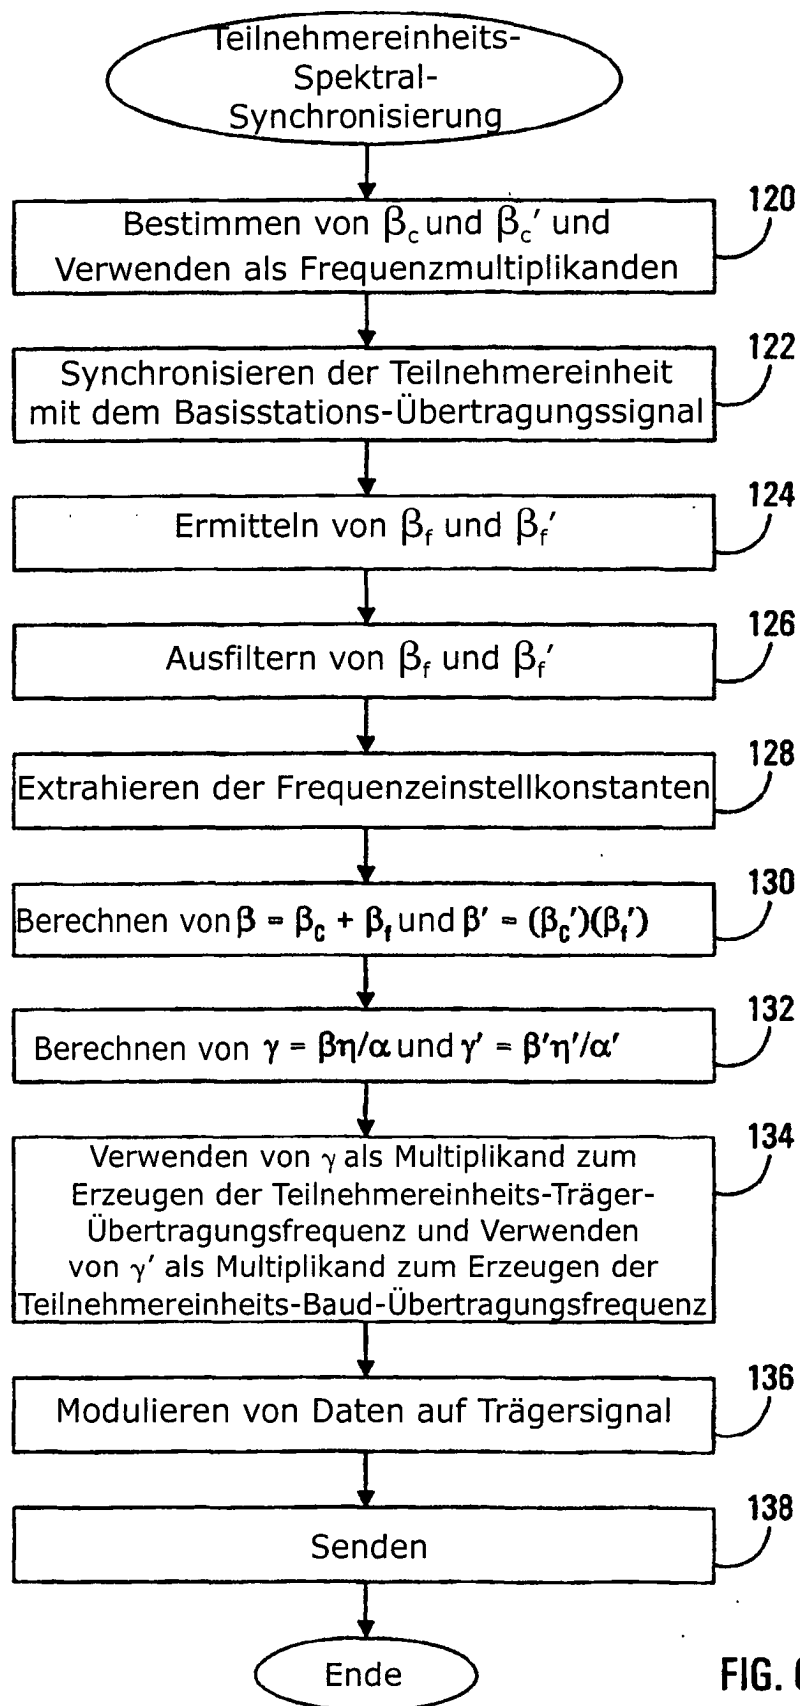 Teilnehmereinheits-
Spektral-
Synchronisierung
120
Bestimmen von βc und βc' und
Verwenden als Frequenzmultiplikanden
122
Synchronisieren der Teilnehmereinheit
mit dem Basisstations-Übertragungssignal
124
Ermitteln von βf und βf'
126
Ausfiltern von βf und βf'
128
Extrahieren der Frequenzeinstellkonstanten
130
Berechnen von β = βc + βf und β' = (βc')(βf')
132
Berechnen von γ = βη/α und γ' = β'η'/α'
134
Verwenden von γ als Multiplikand zum
Erzeugen der Teilnehmereinheits-Träger-
Übertragungsfrequenz und Verwenden
von γ' als Multiplikand zum Erzeugen der
Teilnehmereinheits-Baud-Übertragungsfrequenz
136
Modulieren von Daten auf Trägersignal
138
Senden
Ende
FIG.